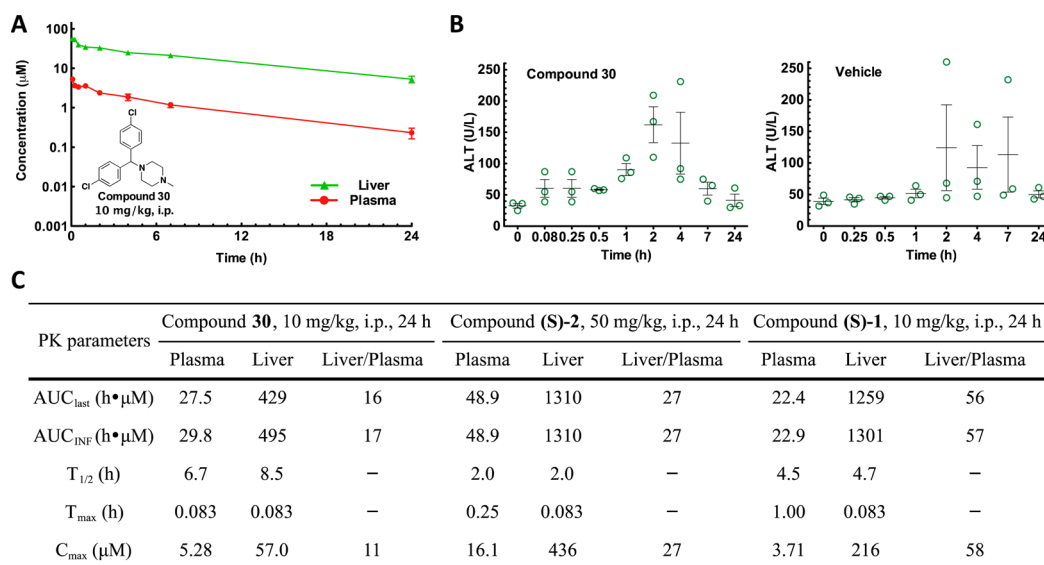 A
Concentration (μM)
100
10
1
0.1
0.01
0.001
0
6
12
18
24
Time (h)
Cl
Cl
N
N
Compound 30
10 mg/kg, i.p.
Liver
Plasma
B
Compound 30
ALT (U/L)
250
200
150
100
50
0
0 0.08 0.25 0.5 1 2 4 7 24
Time (h)
Vehicle
ALT (U/L)
250
200
150
100
50
0
0 0.25 0.5 1 2 4 7 24
Time (h)
C
PK parameters
Compound 30, 10 mg/kg, i.p., 24 h Compound (S)-2, 50 mg/kg, i.p., 24 h Compound (S)-1, 10 mg/kg, i.p., 24 h
Plasma Liver Liver/Plasma Plasma Liver Liver/Plasma Plasma Liver Liver/Plasma
AUClast (h•μM) 27.5 429 16 48.9 1310 27 22.4 1259 56
AUCINF (h•μM) 29.8 495 17 48.9 1310 27 22.9 1301 57
T1/2 (h) 6.7 8.5 – 2.0 2.0 – 4.5 4.7 –
Tmax (h) 0.083 0.083 – 0.25 0.083 – 1.00 0.083 –
Cmax (μM) 5.28 57.0 11 16.1 436 27 3.71 216 58